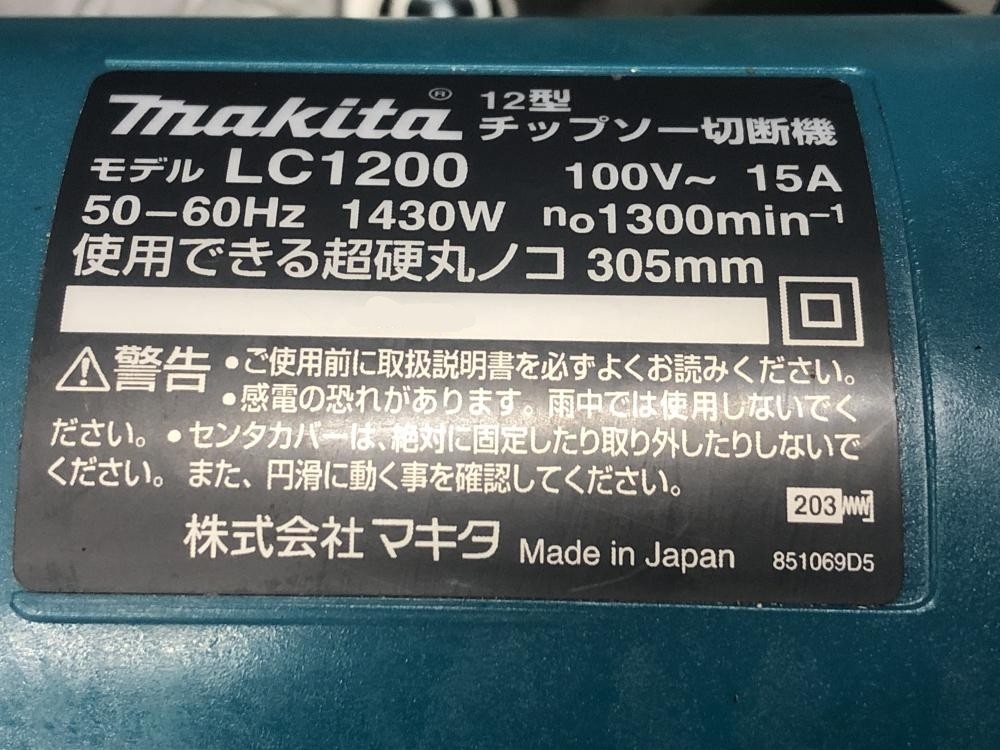 makita® 12型
チップソー切断機
モデル LC1200 100V~ 15A
50-60Hz 1430W no1300min-1
使用できる超硬丸ノコ 305mm
⚠警告 •ご使用前に取扱説明書を必ずよくお読みください。
•感電の恐れがあります。雨中では使用しないでく
ださい。•センタカバーは、絶対に固定したり取り外したりしないで
ください。また、円滑に動く事を確認してください。
203
株式会社マキタ Made in Japan 851069D5